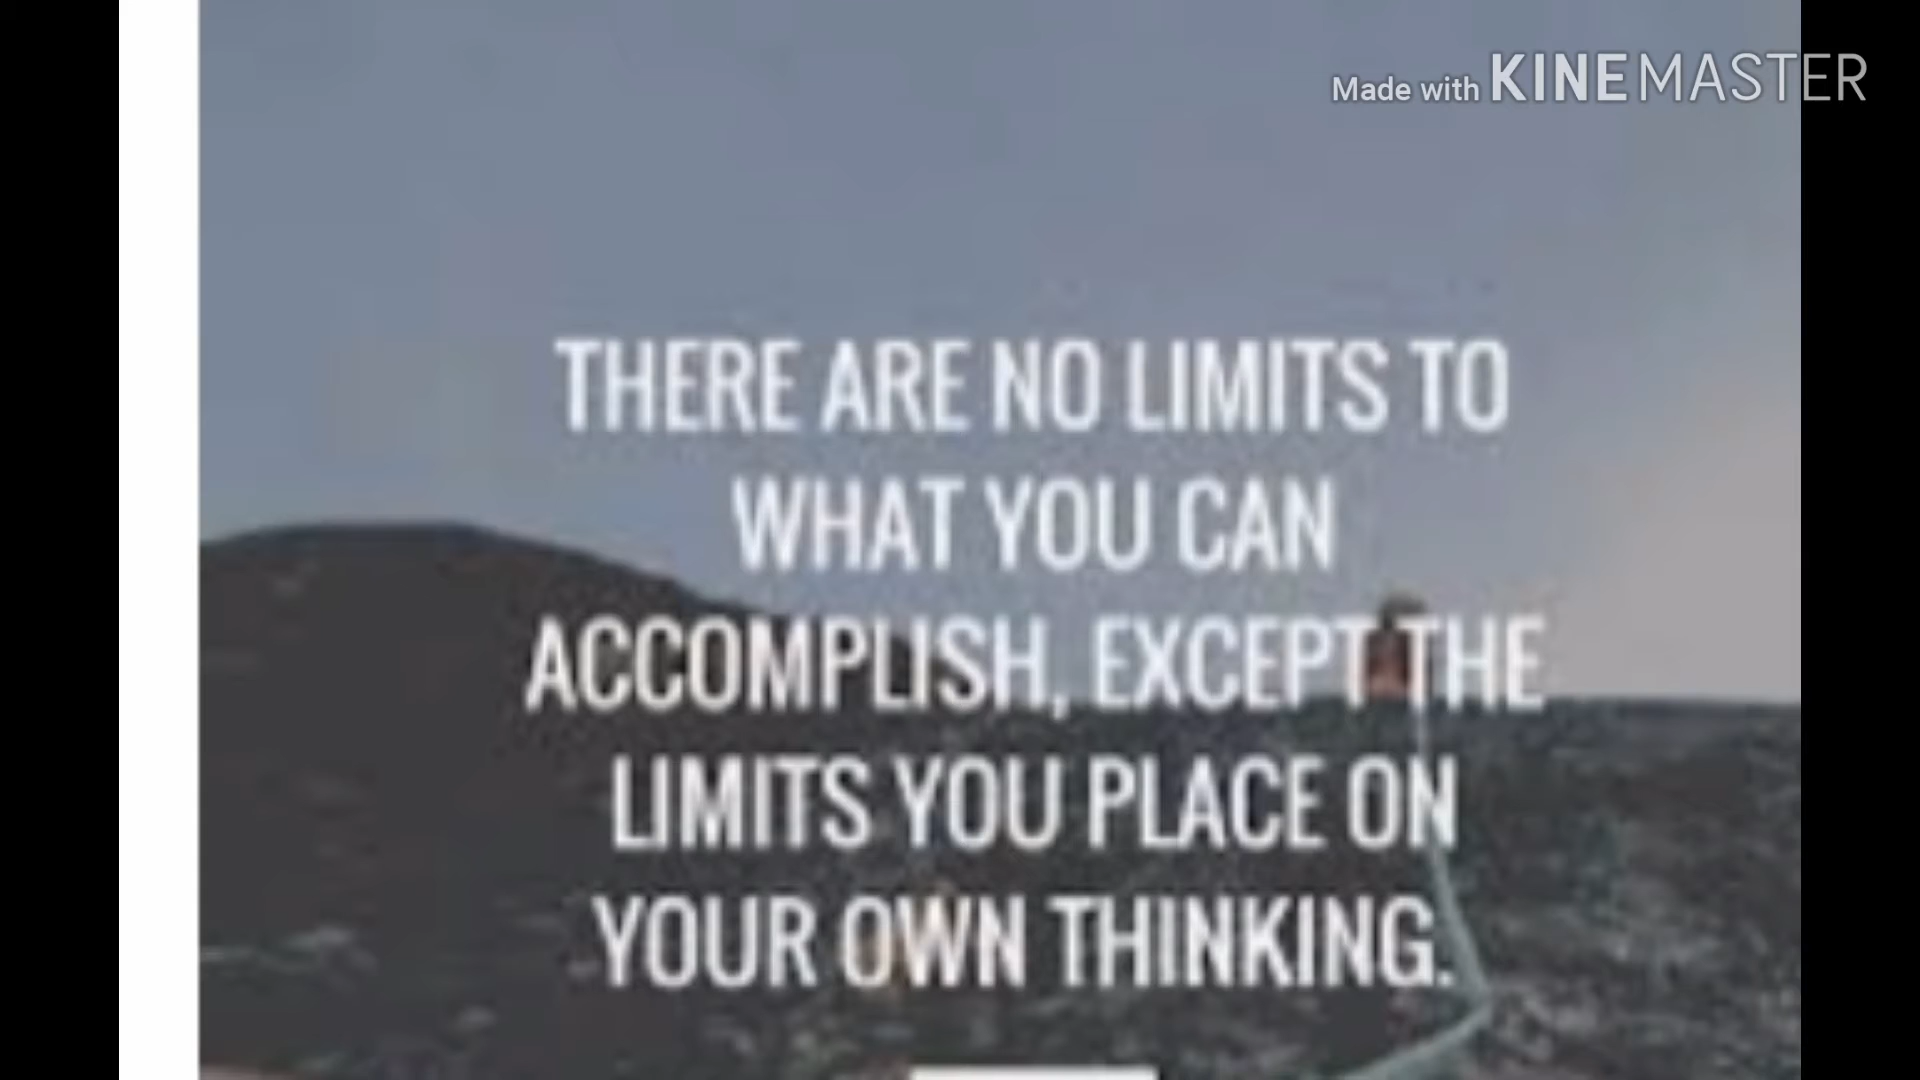 Made with KINEMASTER
THERE ARE NO LIMITS TO
WHAT YOU CAN
ACCOMPLISH, EXCEPT THE
LIMITS YOU PLACE ON
YOUR OWN THINKING.